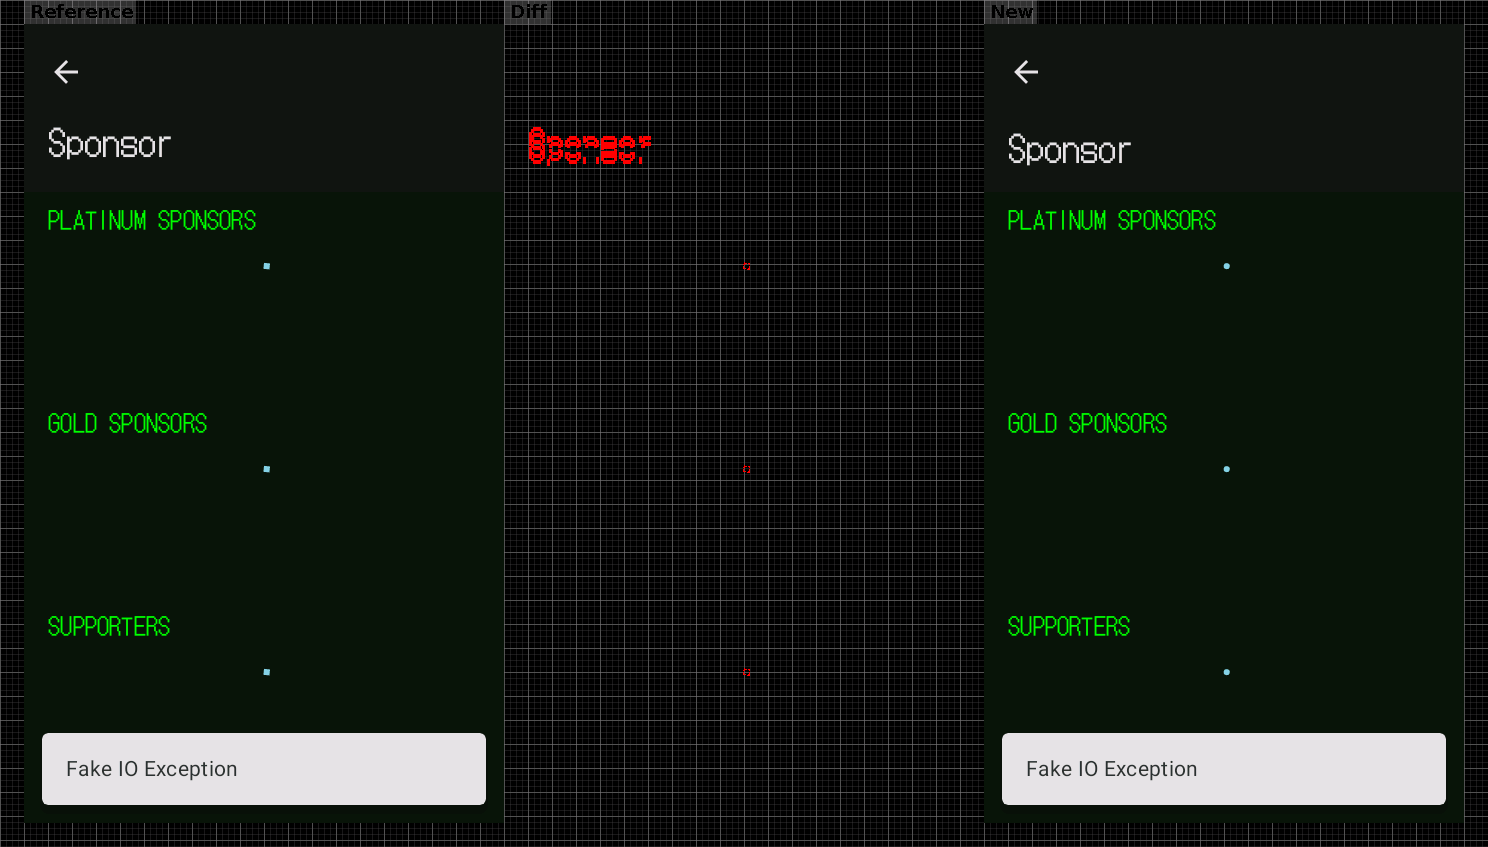 Reference
Diff
New
Sponsor
Sponsor
Sponsor
PLATINUM SPONSORS
PLATINUM SPONSORS
GOLD SPONSORS
GOLD SPONSORS
SUPPORTERS
SUPPORTERS
Fake IO Exception
Fake IO Exception